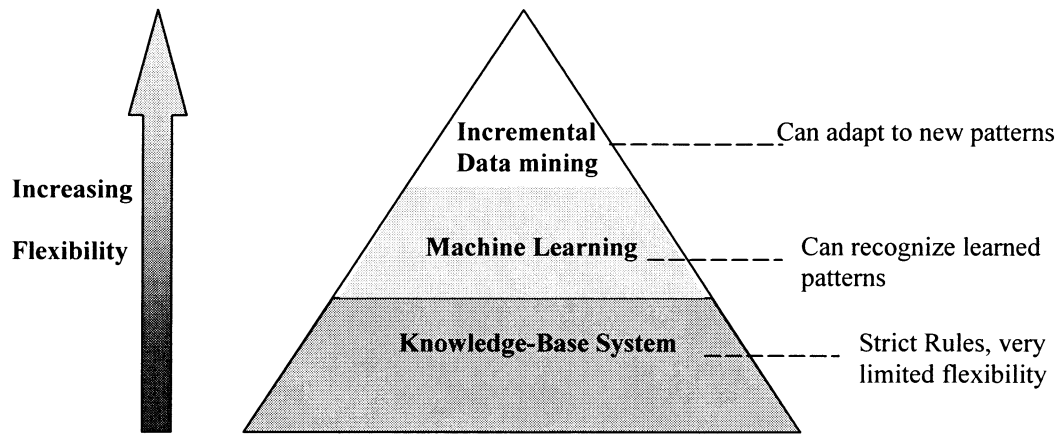 Increasing
Flexibility
Incremental
Data mining
Can adapt to new patterns
Machine Learning
Can recognize learned
patterns
Knowledge-Base System
Strict Rules, very
limited flexibility